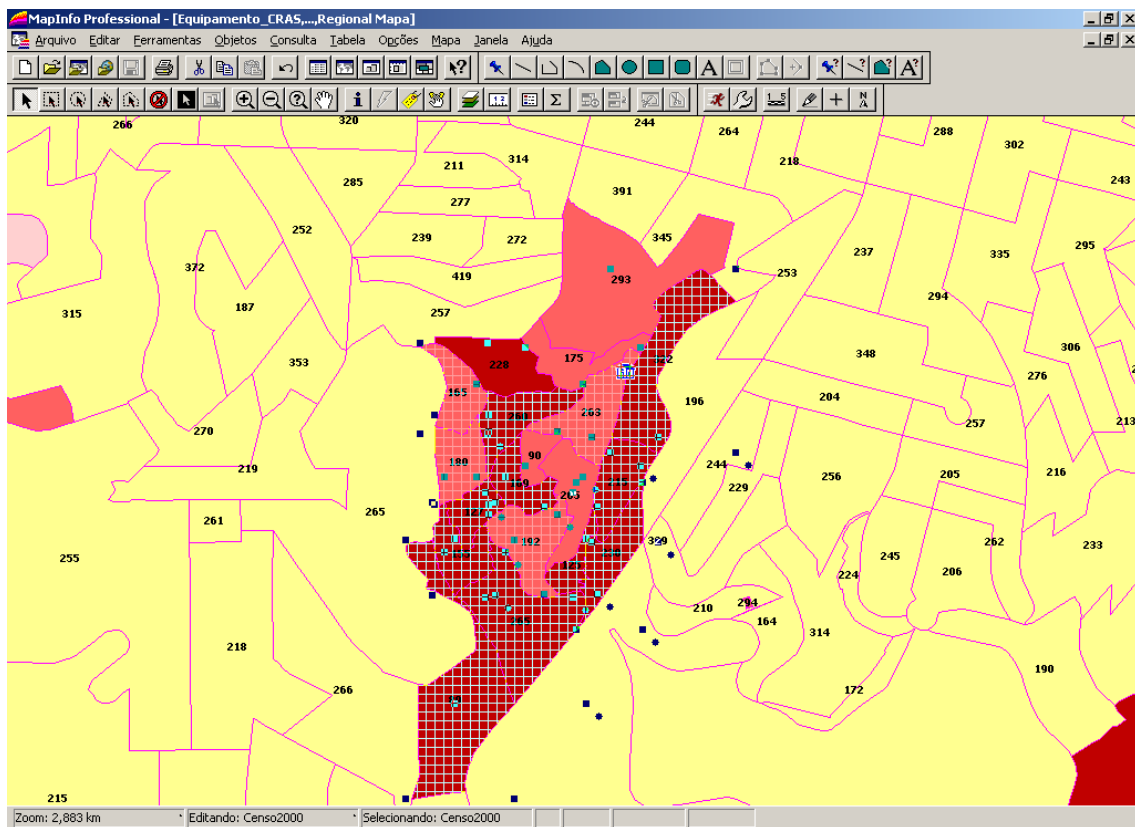 MapInfo Professional - [Equipamento_CRAS,...,Regional Mapa]
Arquivo Editar Ferramentas Objetos Consulta Tabela Opções Mapa Janela Ajuda
266 320 244 264 288 302
211 314 218
285 391 243
277
252 239 272 345 237 335 295
372 419 293 253
187 257 294
315
353 228 175 348 306
165 276
263 196 204
270 90 257 213
219 180 244 256 205 216
229
261 265 192 262 233
255 245
224 206
210 294
164
218 314
190
266 172
215
Zoom: 2,883 km Editando: Censo2000 Selecionando: Censo2000